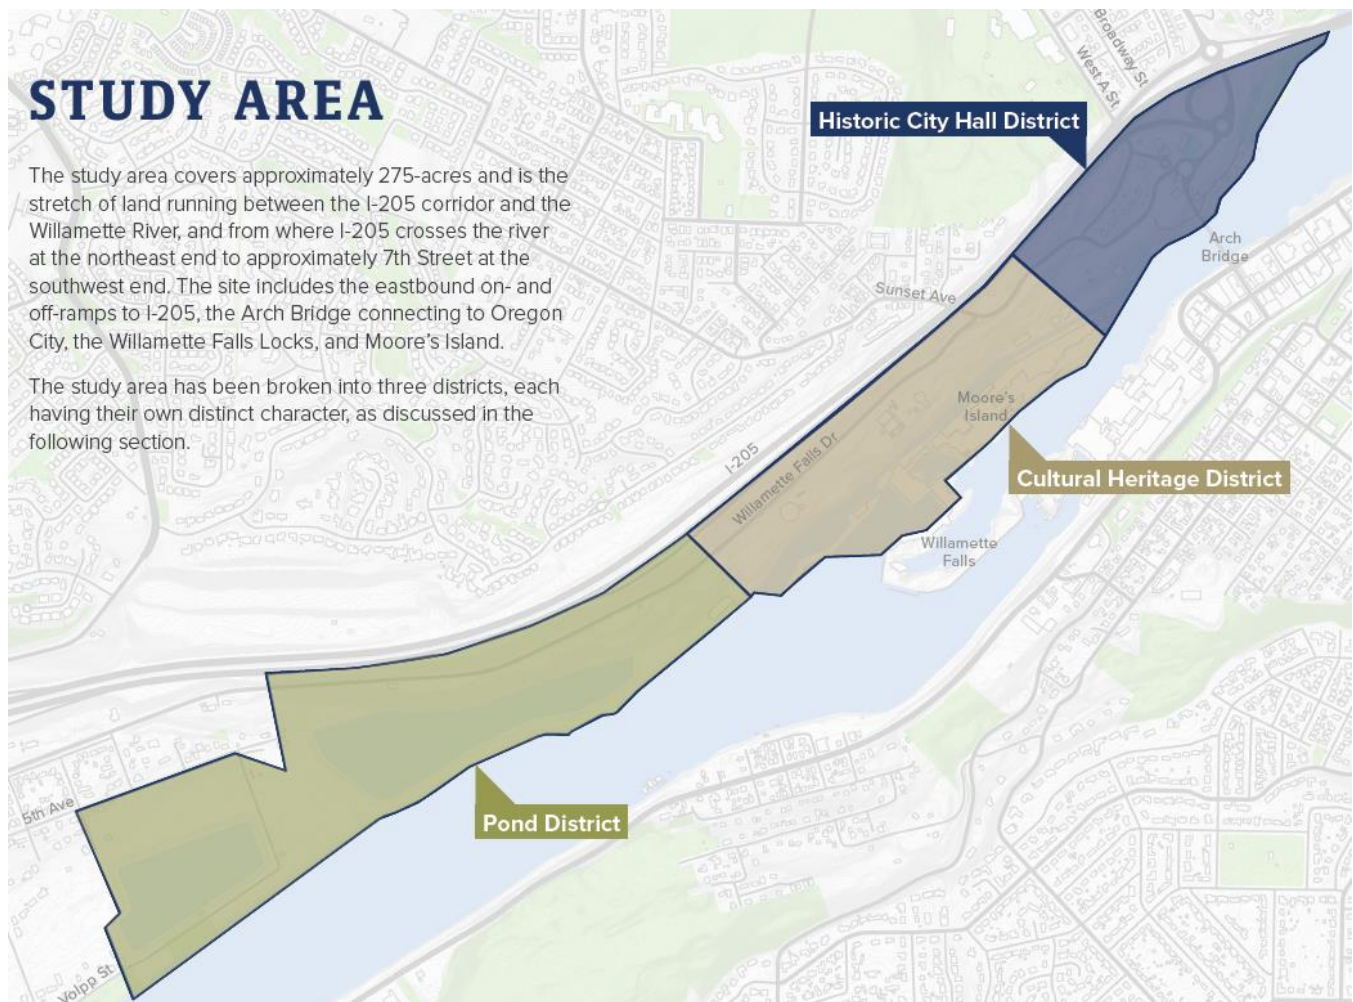 STUDY AREA
The study area covers approximately 275-acres and is the
stretch of land running between the I-205 corridor and the
Willamette River, and from where I-205 crosses the river
at the northeast end to approximately 7th Street at the
southwest end. The site includes the eastbound on- and
off-ramps to I-205, the Arch Bridge connecting to Oregon
City, the Willamette Falls Locks, and Moore's Island.
The study area has been broken into three districts, each
having their own distinct character, as discussed in the
following section.
Broadway St
West A St
Historic City Hall District
Arch
Bridge
Sunset Ave
Moore's
Island
I-205
Willamette Falls Dr
Cultural Heritage District
Willamette
Falls
5th Ave
Pond District
Volpp St